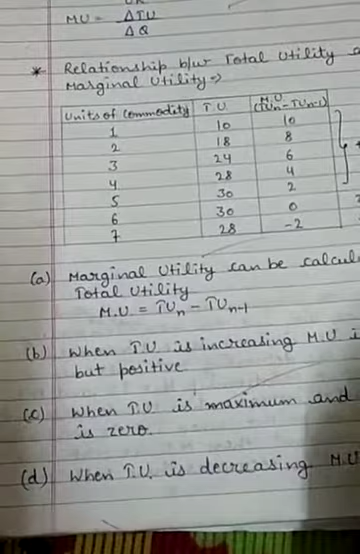 MU = ΔTU
ΔQ
* Relationship b/w Total Utility
Marginal Utility ⇒
Units of Commodity T.U. M.U (TUn-TUn-1)
1 10 10
2 18 8
3 24 6
4 28 4
5 30 2
6 30 0
7 28 -2
(a) Marginal Utility can be calcul
Total Utility
M.U = TUn - TUn-1
(b) When T.U is increasing M.U i
but positive
(c) When T.U is maximum and
is zero.
(d) When T.U. is decreasing M.U